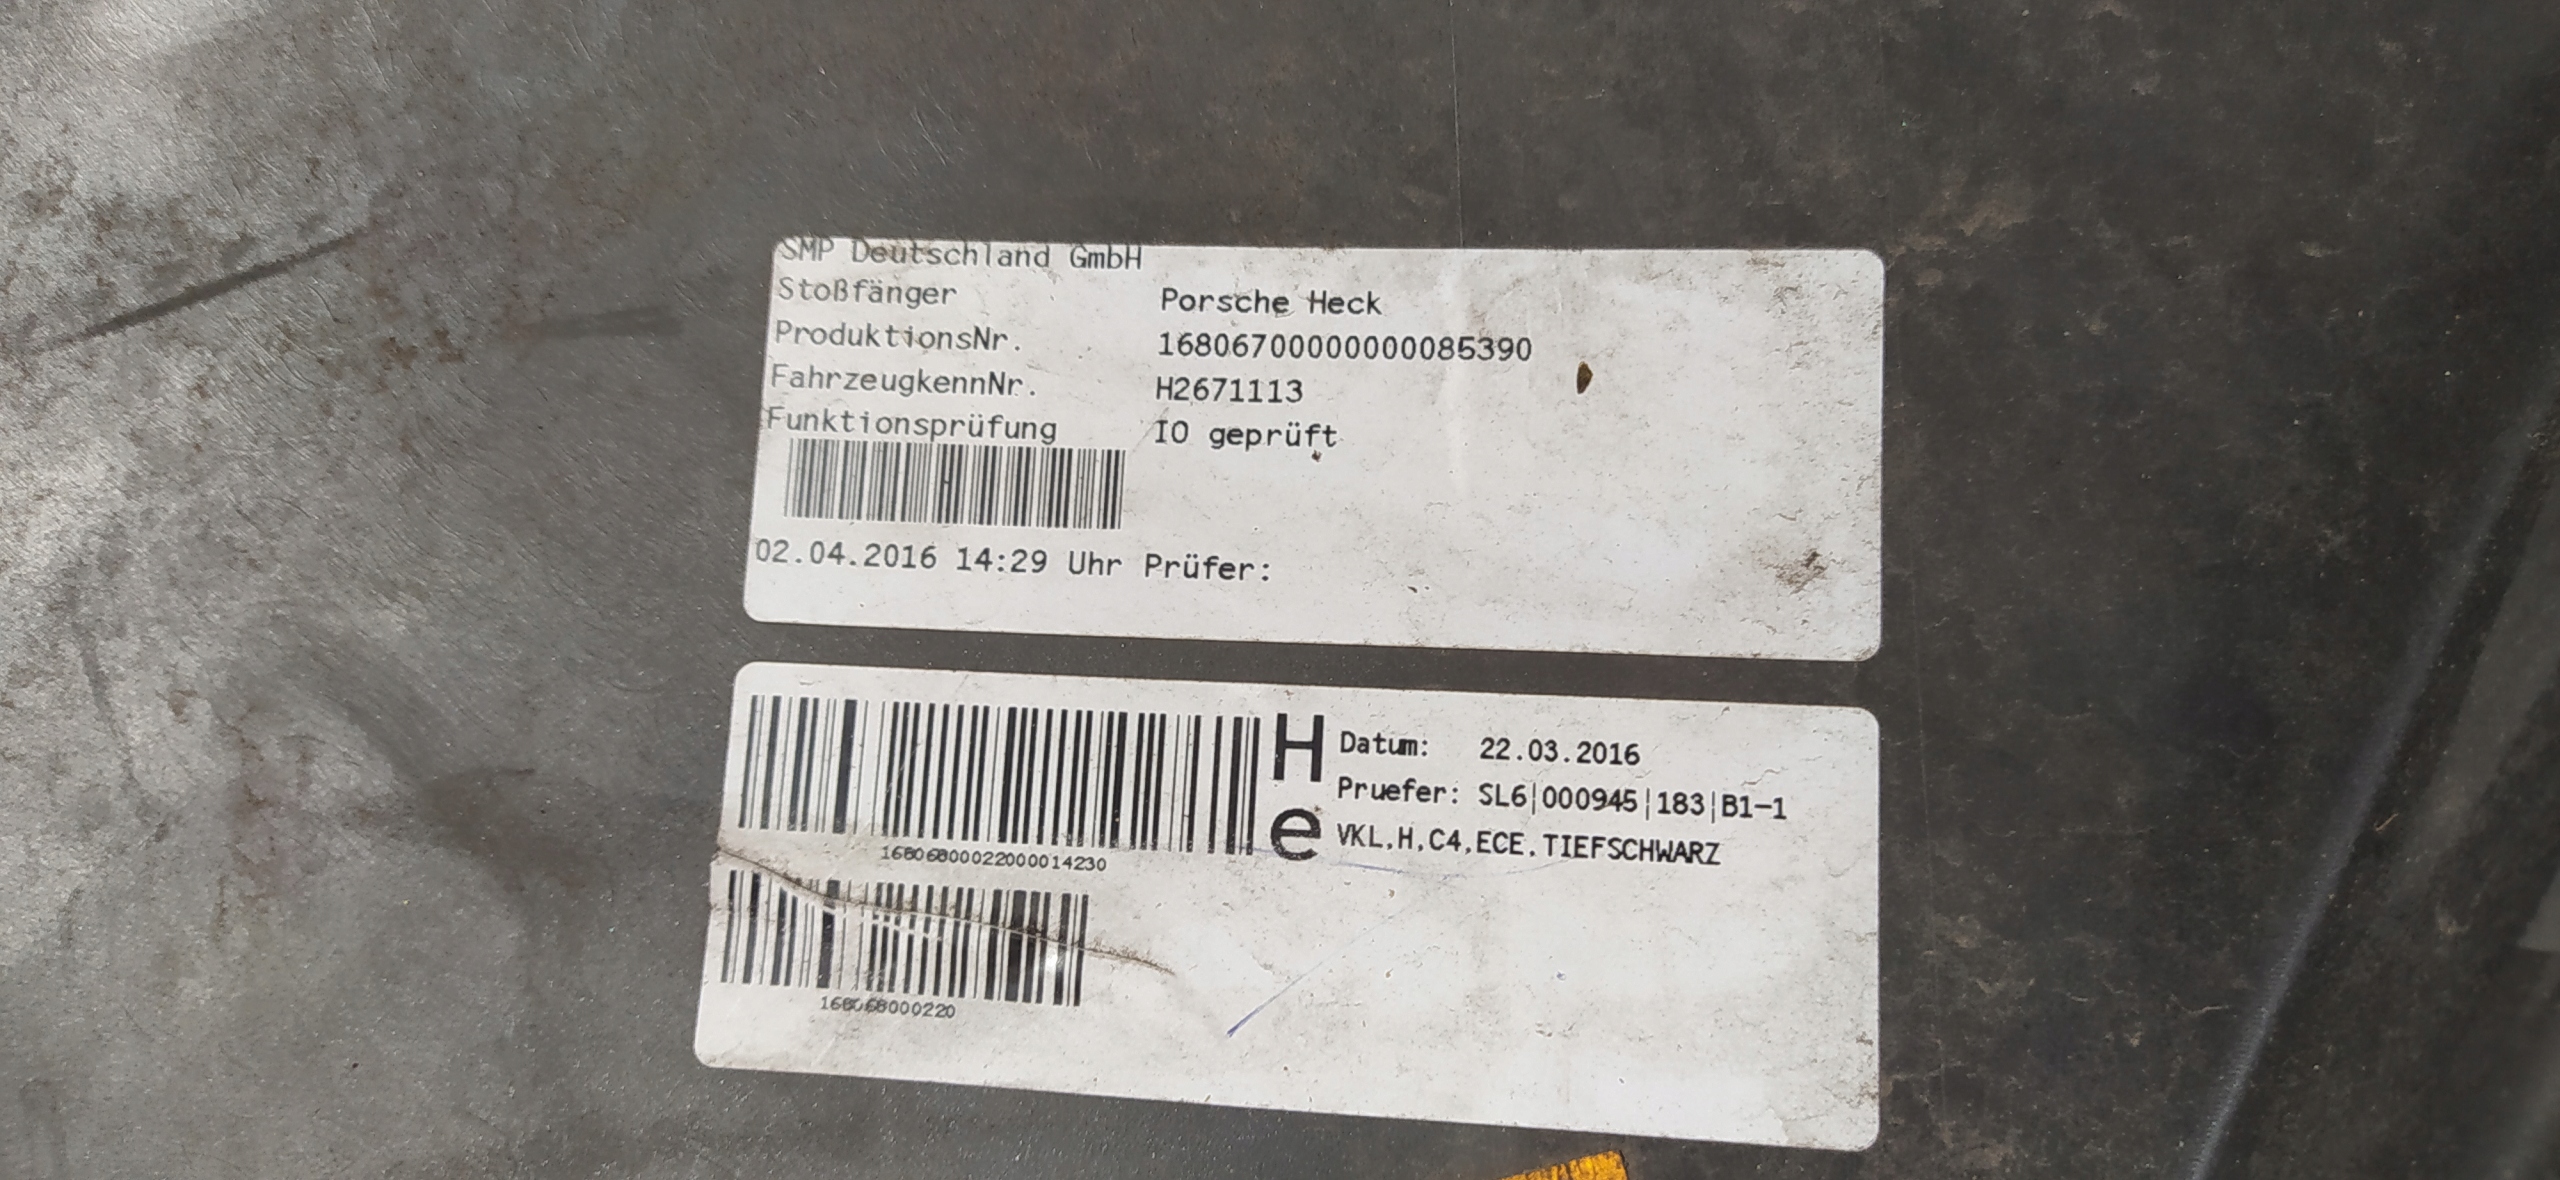 SMP Deutschland GmbH
Stoßfänger Porsche Heck
ProduktionsNr. 16806700000000085390
FahrzeugkennNr. H2671113
Funktionsprüfung IO geprüft
02.04.2016 14:29 Uhr Prüfer:
H Datum: 22.03.2016
Pruefer: SL6|000945|183|B1-1
e VKL,H,C4,ECE,TIEFSCHWARZ
16806800022000014230
168068000220